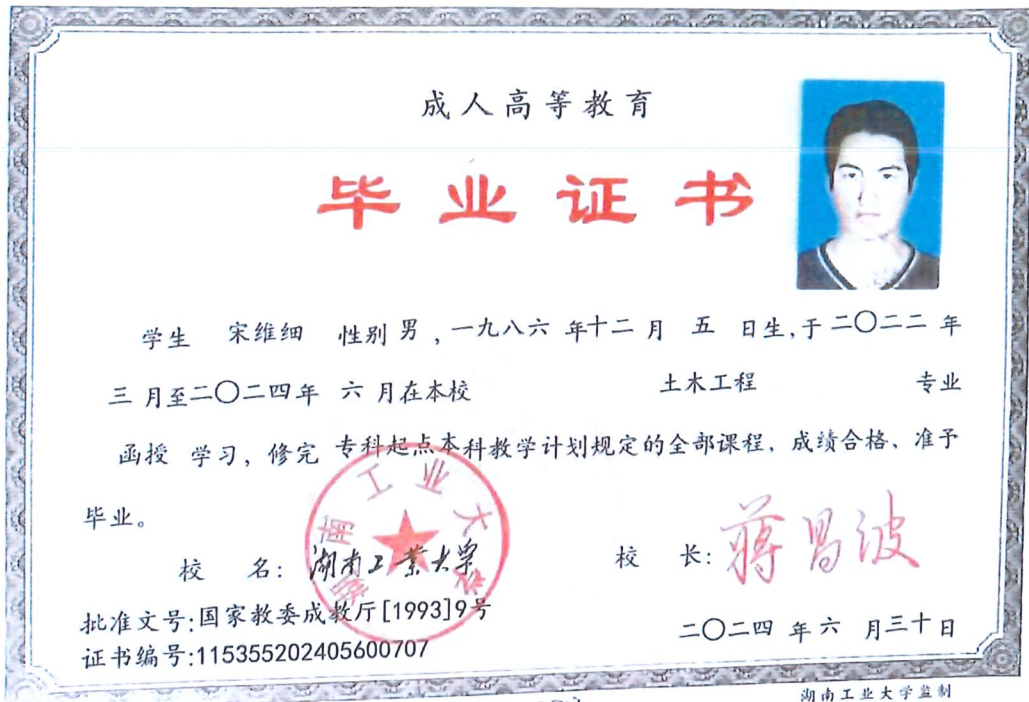 成人高等教育
毕业证书
学生 宋维细 性别 男 , 一九八六 年十二 月 五 日生, 于 二〇二二 年
三 月至二〇二四年 六 月在本校 土木工程 专业
函授 学习, 修完 专科起点本科教学计划规定的全部课程, 成绩合格、准予
毕业。
湖南工业大学
校 名: 湖南工业大学
校 长: 蒋昌波
批准文号:国家教委成教厅[1993]9号
证书编号:115355202405600707
二〇二四 年 六 月三十日
湖南工业大学监制